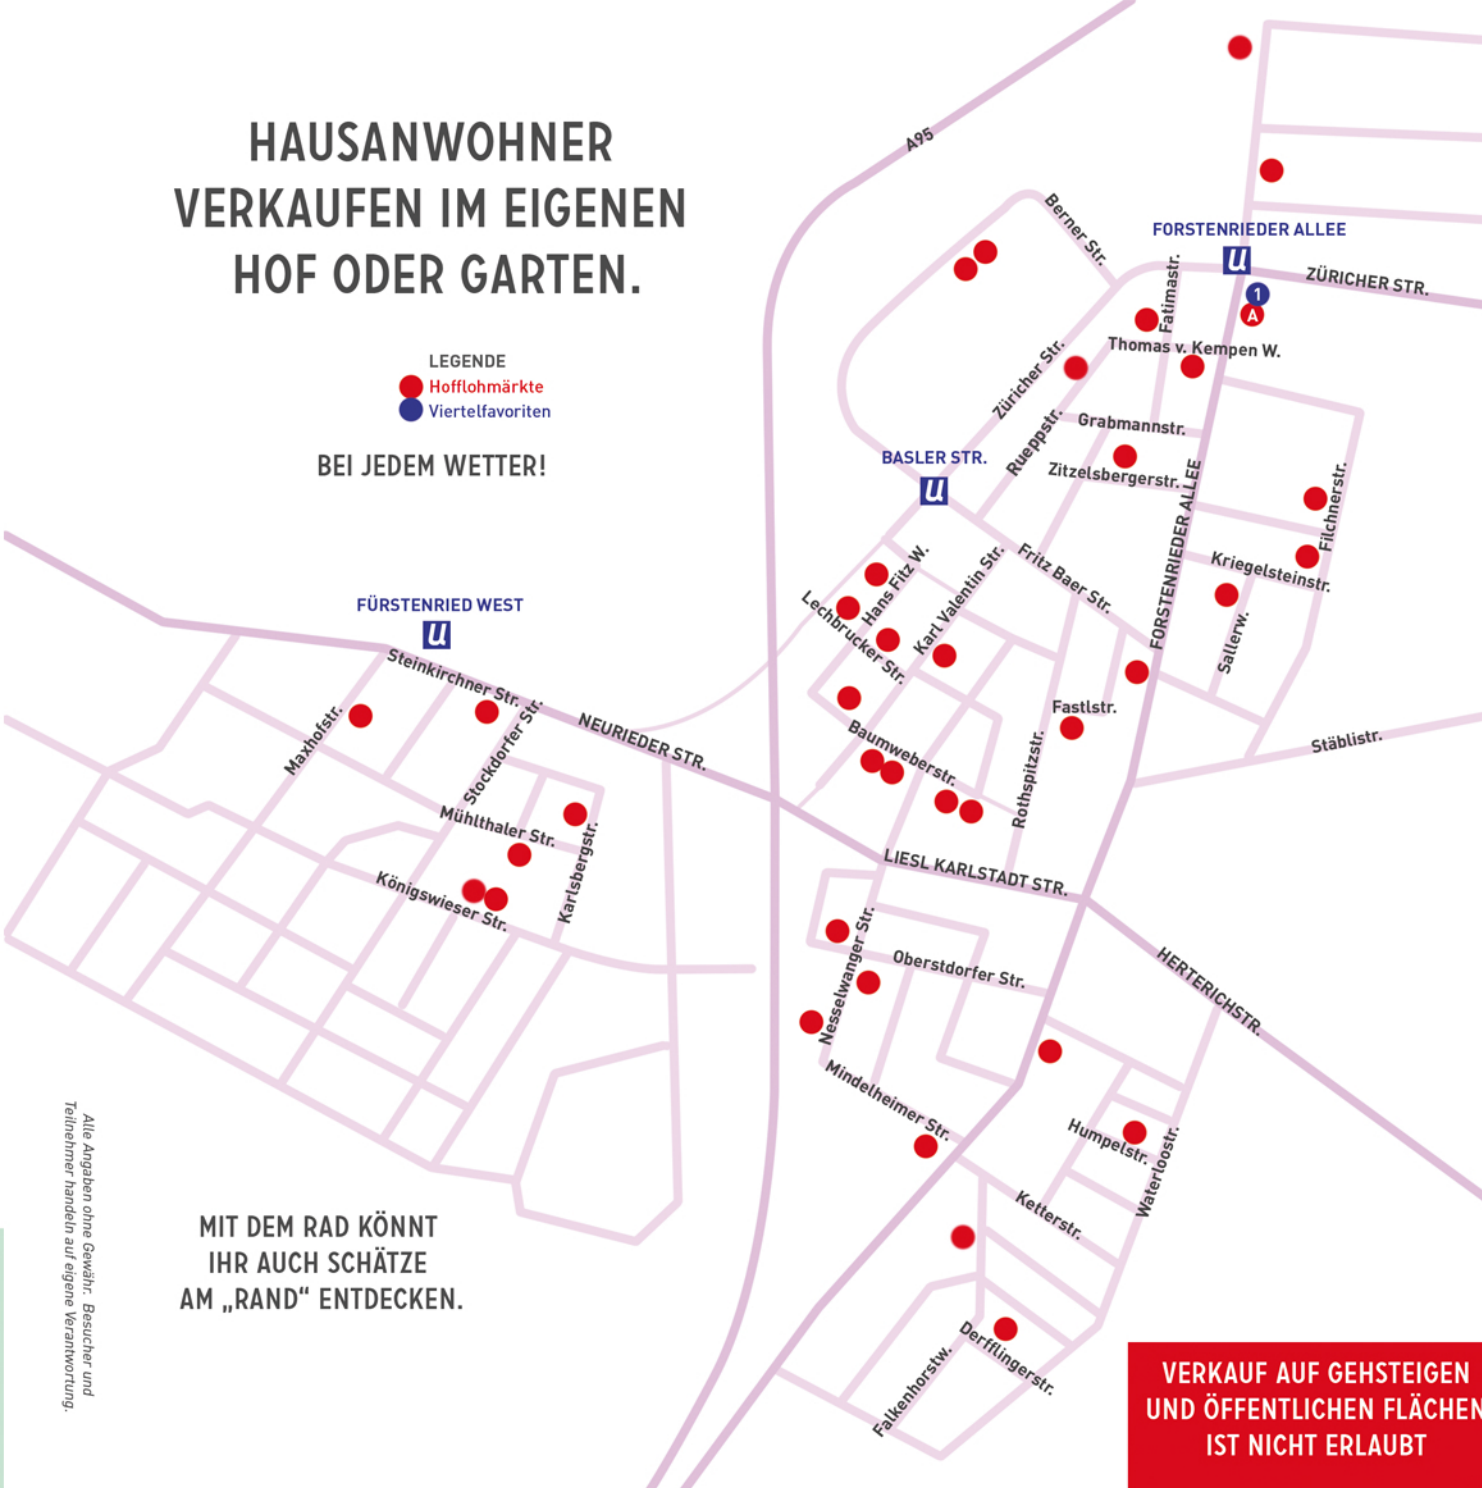 HAUSANWOHNER
VERKAUFEN IM EIGENEN
HOF ODER GARTEN.
LEGENDE
Hofflohmärkte
Viertelfavoriten
BEI JEDEM WETTER!
A95
Berner Str.
FORSTENRIEDER ALLEE
U
ZÜRICHER STR.
1
A
Fatimastr.
Thomas v. Kempen W.
Züricher Str.
Rueppstr.
Grabmannstr.
Zitzelsbergerstr.
BASLER STR.
U
FORSTENRIEDER ALLEE
Filchnerstr.
Kriegelsteinstr.
Sallerw.
Fritz Baer Str.
Hans Fitz W.
Karl Valentin Str.
Lechbrucker Str.
FÜRSTENRIED WEST
U
Steinkirchner Str.
Maxhofstr.
Stockdorfer Str.
NEURIEDER STR.
Baumweberstr.
Fastlstr.
Rothspitzstr.
Stäblistr.
Mühlthaler Str.
Karlsbergstr.
Königswieser Str.
LIESL KARLSTADT STR.
Nesselwanger Str.
Oberstdorfer Str.
HERTERICHSTR.
Mindelheimer Str.
Humpelstr.
Waterloostr.
Ketterstr.
Derfflingerstr.
Falkenhorstw.
Alle Angaben ohne Gewähr. Besucher und
Teilnehmer handeln auf eigene Verantwortung.
MIT DEM RAD KÖNNT
IHR AUCH SCHÄTZE
AM „RAND“ ENTDECKEN.
VERKAUF AUF GEHSTEIGEN
UND ÖFFENTLICHEN FLÄCHEN
IST NICHT ERLAUBT